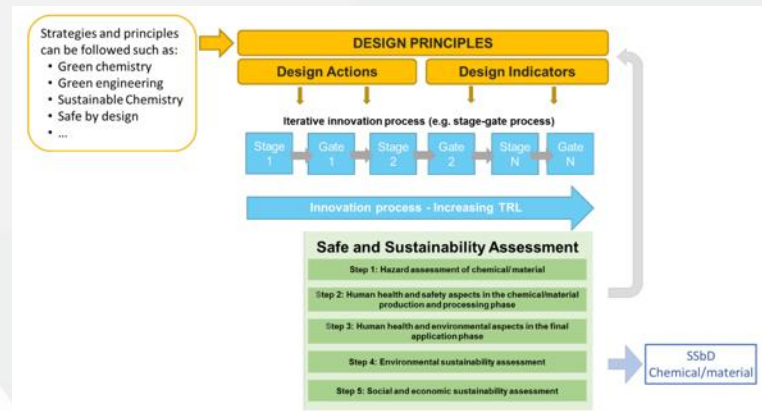 Strategies and principles
can be followed such as:
• Green chemistry
• Green engineering
• Sustainable Chemistry
• Safe by design
• ...
DESIGN PRINCIPLES
Design Actions
Design Indicators
Iterative innovation process (e.g. stage-gate process)
Stage
1
Gate
1
Stage
2
Gate
2
Stage
N
Gate
N
Innovation process - Increasing TRL
Safe and Sustainability Assessment
Step 1: Hazard assessment of chemical/material
Step 2: Human health and safety aspects in the chemical/material
production and processing phase
Step 3: Human health and environmental aspects in the final
application phase
Step 4: Environmental sustainability assessment
Step 5: Social and economic sustainability assessment
SSbD
Chemical/material